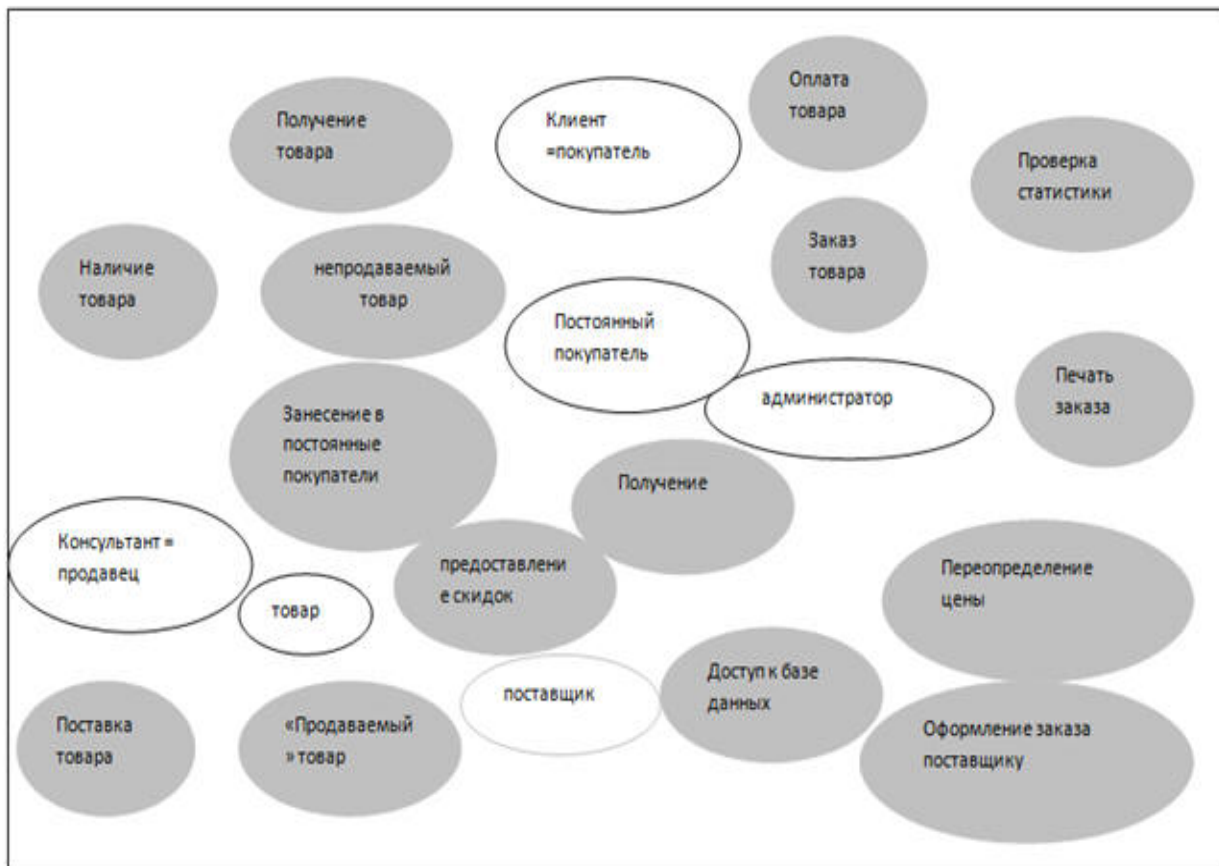 Оплата
товара
Получение
товара
Клиент
=покупатель
Проверка
статистики
Заказ
товара
Наличие
товара
непродаваемый
товар
Постоянный
покупатель
администратор
Печать
заказа
Занесение в
постоянные
покупатели
Получение
Консультант =
продавец
товар
предоставлени
е скидок
Переопределение
цены
Доступ к базе
данных
поставщик
Поставка
товара
«Продаваемый
» товар
Оформление заказа
поставщику